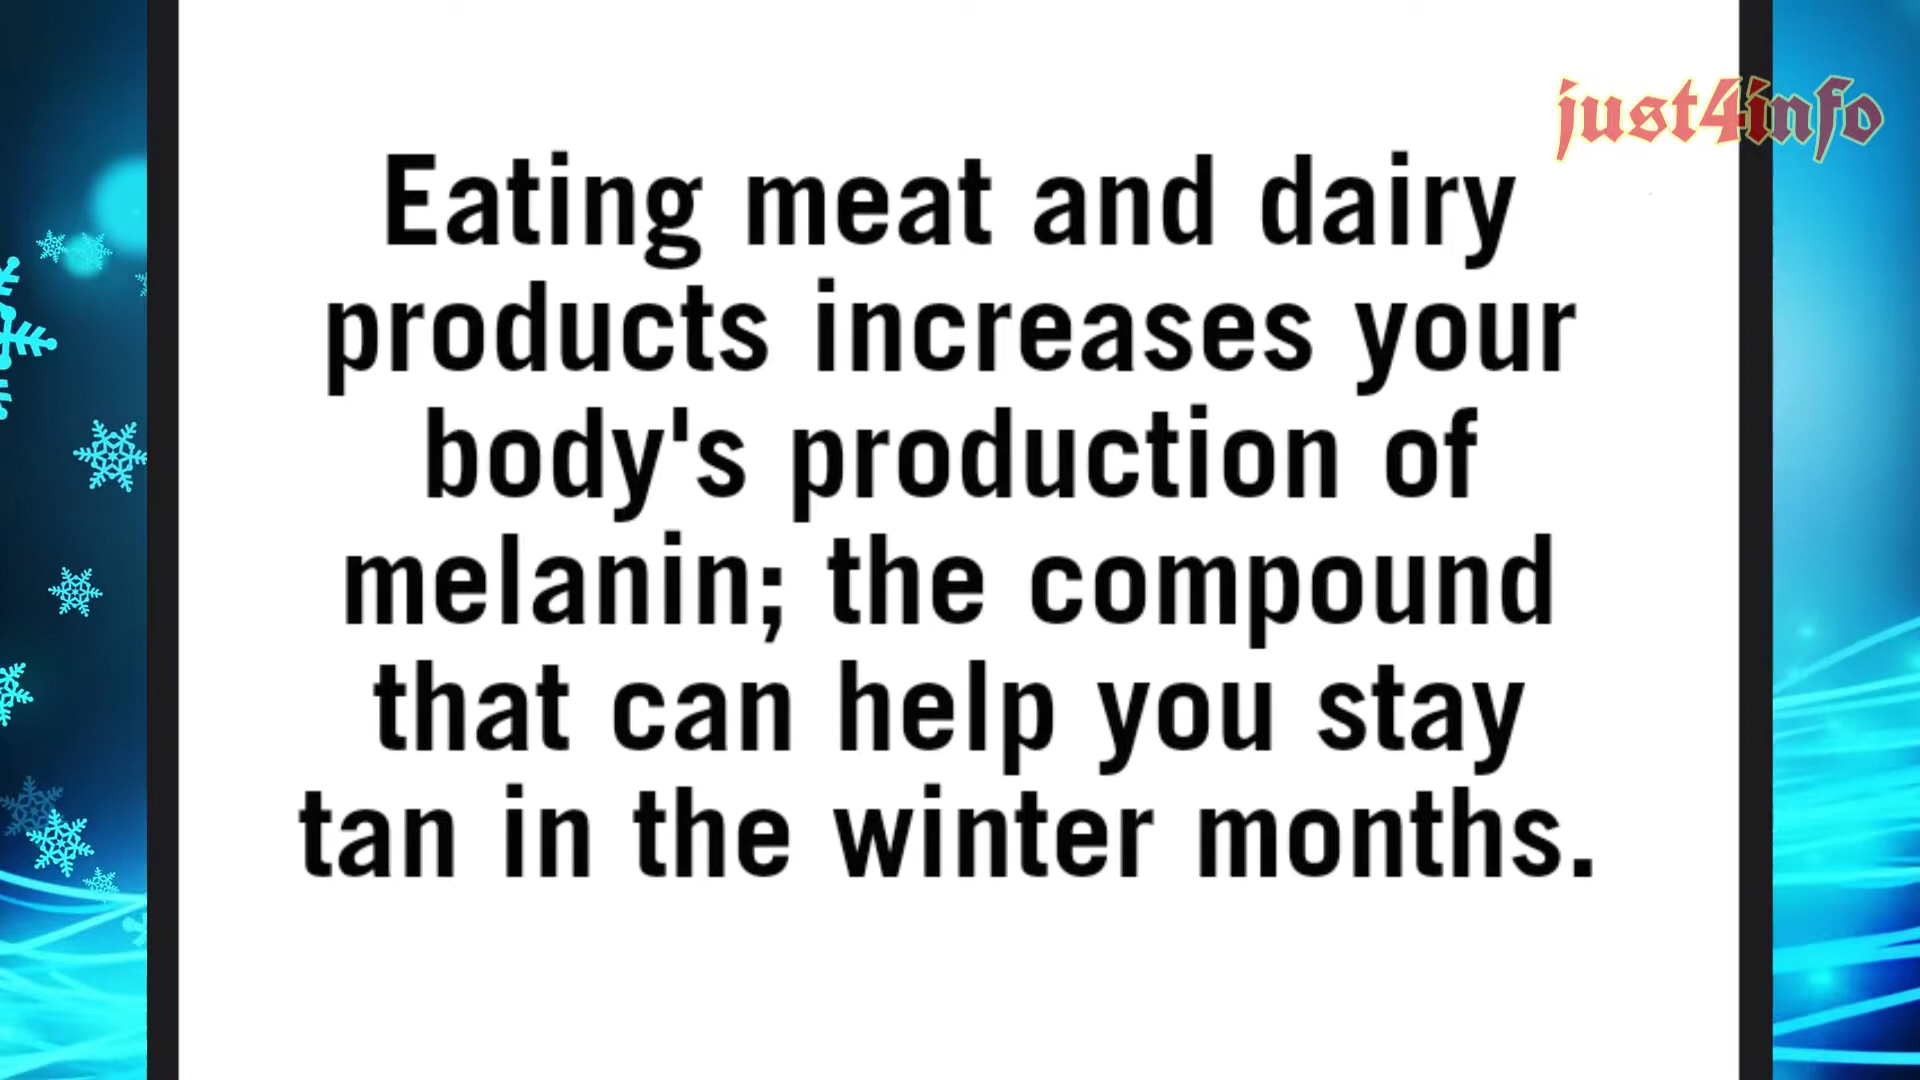 just4info
Eating meat and dairy
products increases your
body's production of
melanin; the compound
that can help you stay
tan in the winter months.